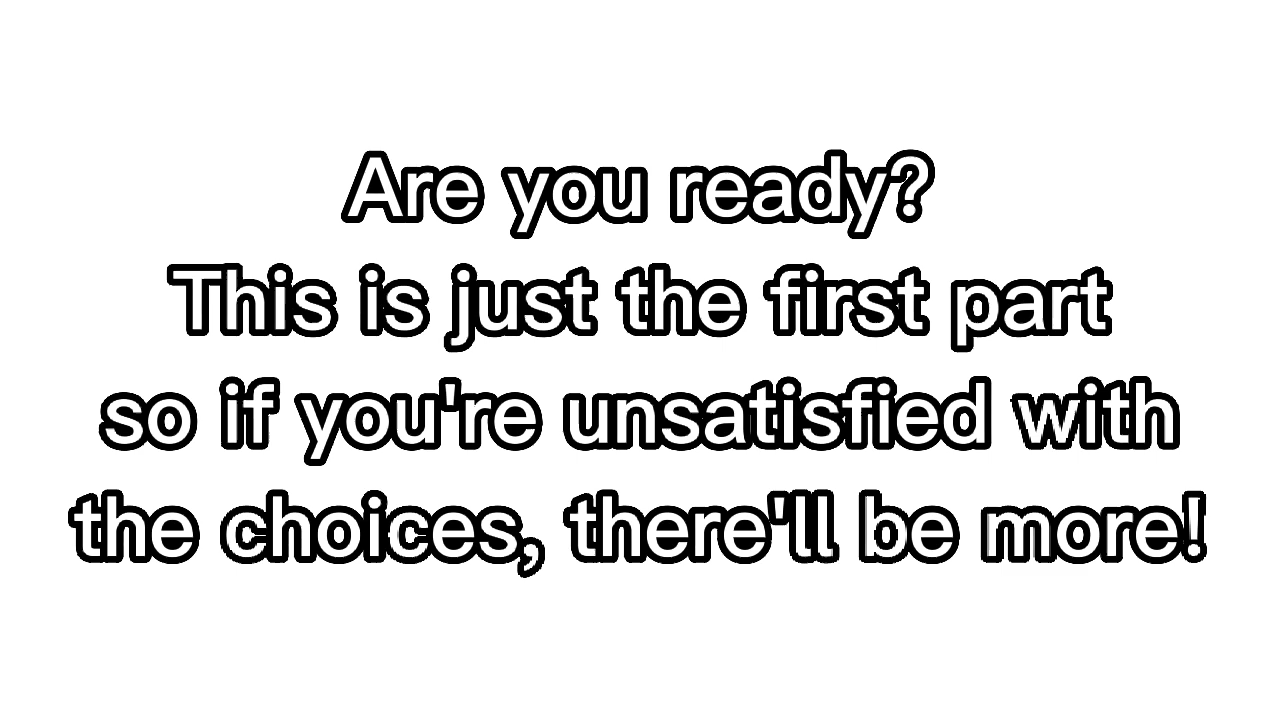 Are you ready?
This is just the first part
so if you're unsatisfied with
the choices, there'll be more!